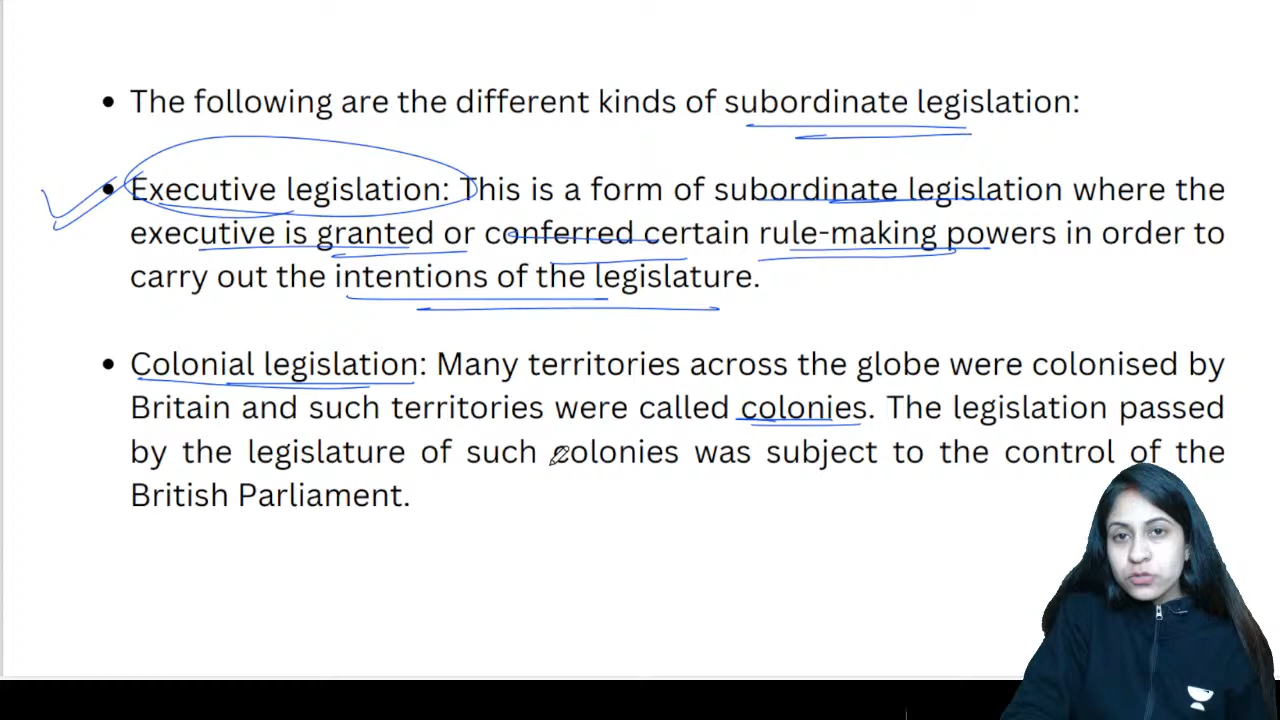 • The following are the different kinds of subordinate legislation:
• Executive legislation: This is a form of subordinate legislation where the
executive is granted or conferred certain rule-making powers in order to
carry out the intentions of the legislature.
• Colonial legislation: Many territories across the globe were colonised by
Britain and such territories were called colonies. The legislation passed
by the legislature of such colonies was subject to the control of the
British Parliament.